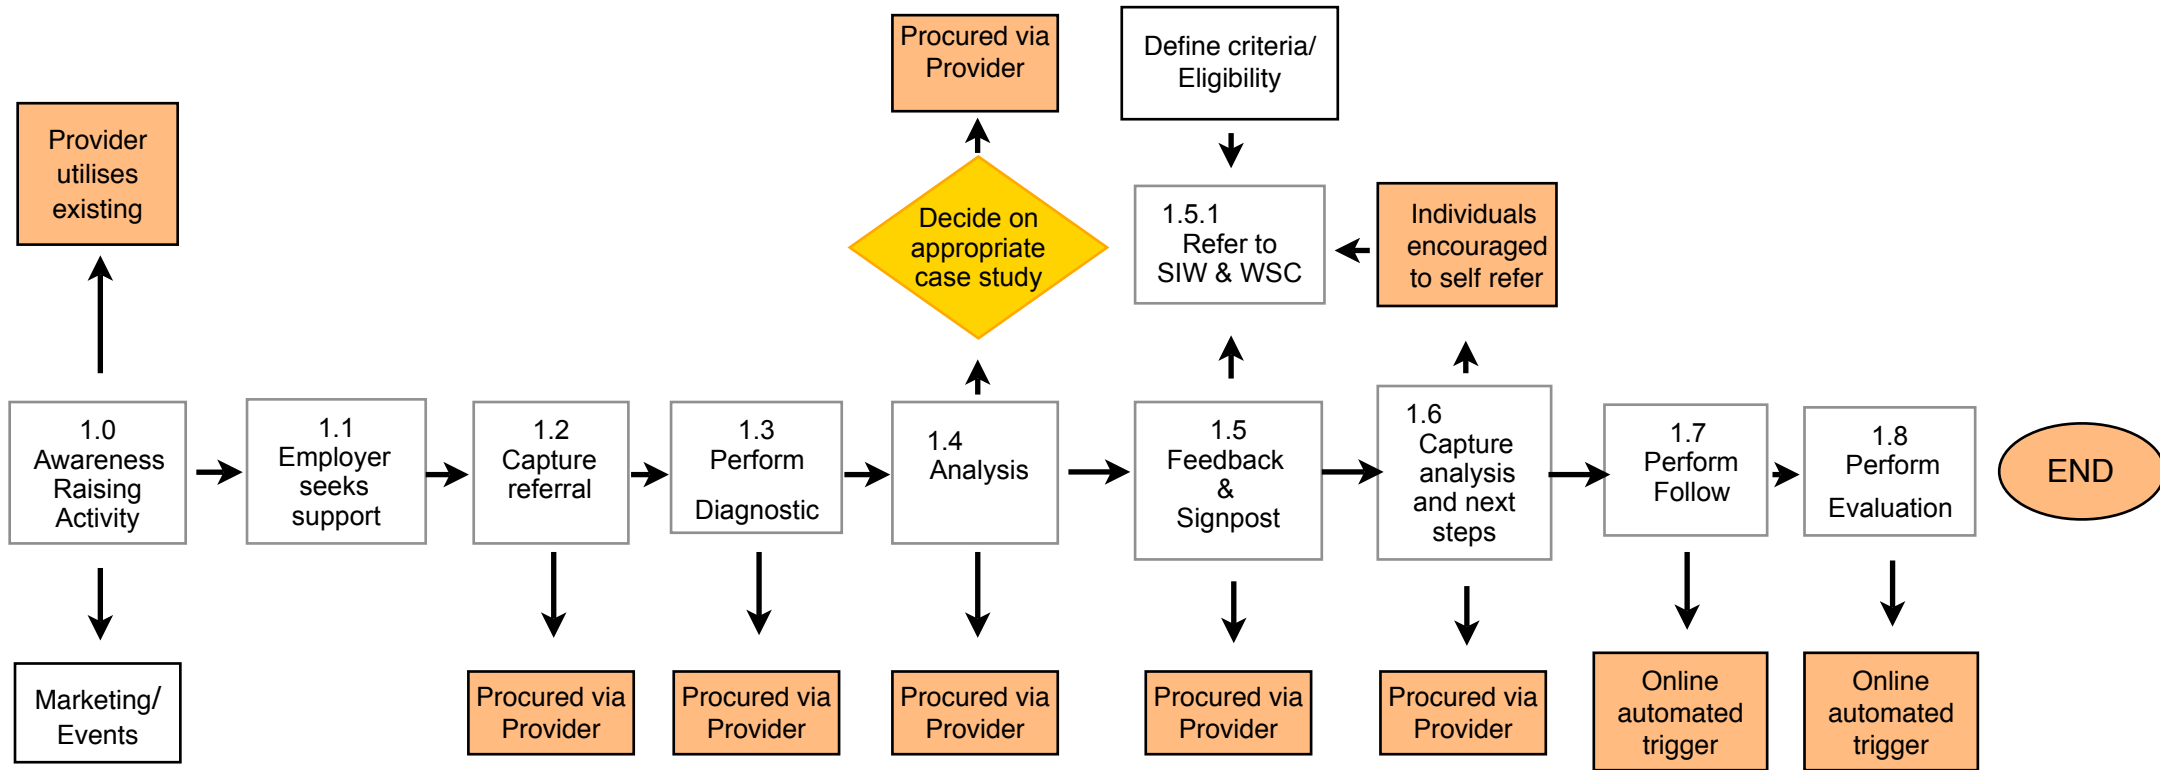 Procured via
Provider
Define criteria/
Eligibility
Provider
utilises
existing
Decide on
appropriate
case study
1.5.1
Refer to
SIW & WSC
Individuals
encouraged
to self refer
1.0
Awareness
Raising
Activity
1.1
Employer
seeks
support
1.2
Capture
referral
1.3
Perform
Diagnostic
1.4
Analysis
1.5
Feedback
&
Signpost
1.6
Capture
analysis
and next
steps
1.7
Perform
Follow
1.8
Perform
Evaluation
END
Marketing/
Events
Procured via
Provider
Procured via
Provider
Procured via
Provider
Procured via
Provider
Procured via
Provider
Online
automated
trigger
Online
automated
trigger